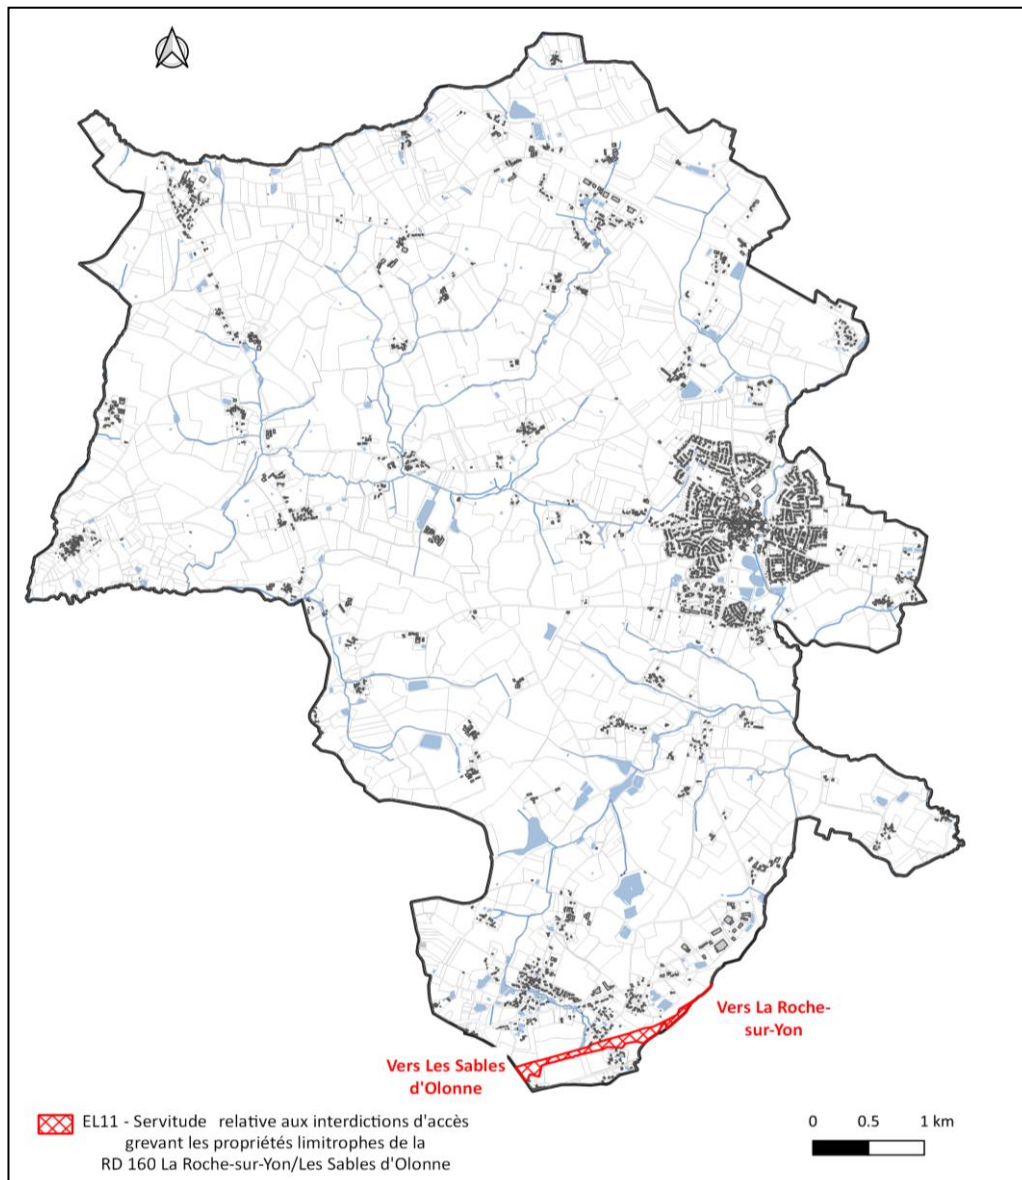 Vers La Roche-
sur-Yon
Vers Les Sables
d'Olonne
EL11 - Servitude relative aux interdictions d'accès
grevant les propriétés limitrophes de la
RD 160 La Roche-sur-Yon/Les Sables d'Olonne
0 0.5 1 km